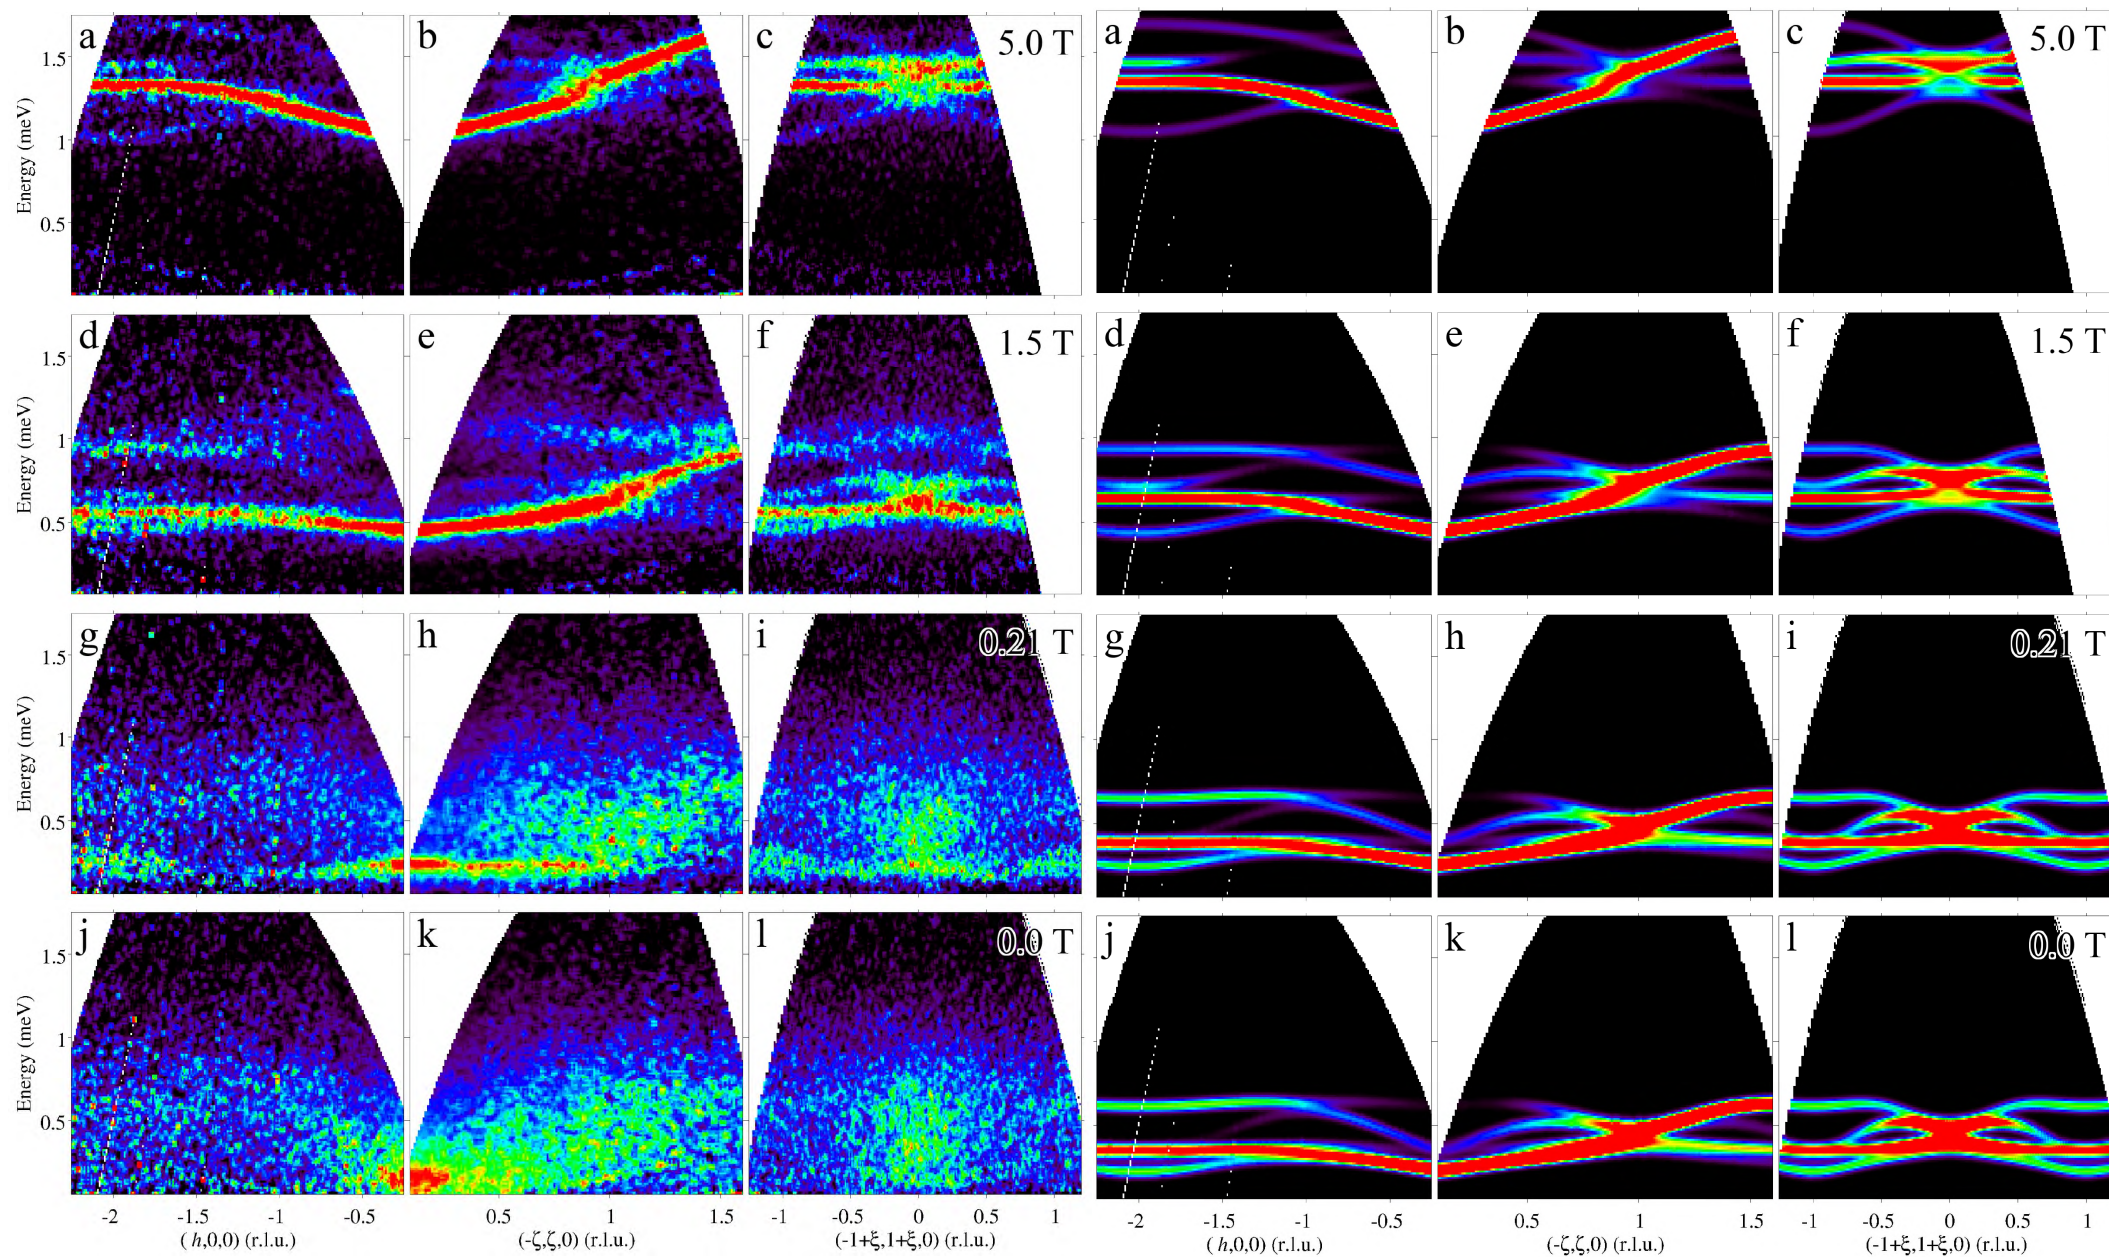 a b c 5.0 T a b c 5.0 T
1.5
1
0.5
Energy (meV)
d e f 1.5 T d e f 1.5 T
1.5
1
0.5
Energy (meV)
g h i 0.21 T g h i 0.21 T
1.5
1
0.5
Energy (meV)
j k l 0.0 T j k l 0.0 T
1.5
1
0.5
Energy (meV)
-2 -1.5 -1 -0.5 0.5 1 1.5 -1 -0.5 0 0.5 1 -2 -1.5 -1 -0.5 0.5 1 1.5 -1 -0.5 0 0.5 1
(h,0,0) (r.l.u.) (-ζ,ζ,0) (r.l.u.) (-1+ξ,1+ξ,0) (r.l.u.) (h,0,0) (r.l.u.) (-ζ,ζ,0) (r.l.u.) (-1+ξ,1+ξ,0) (r.l.u.)